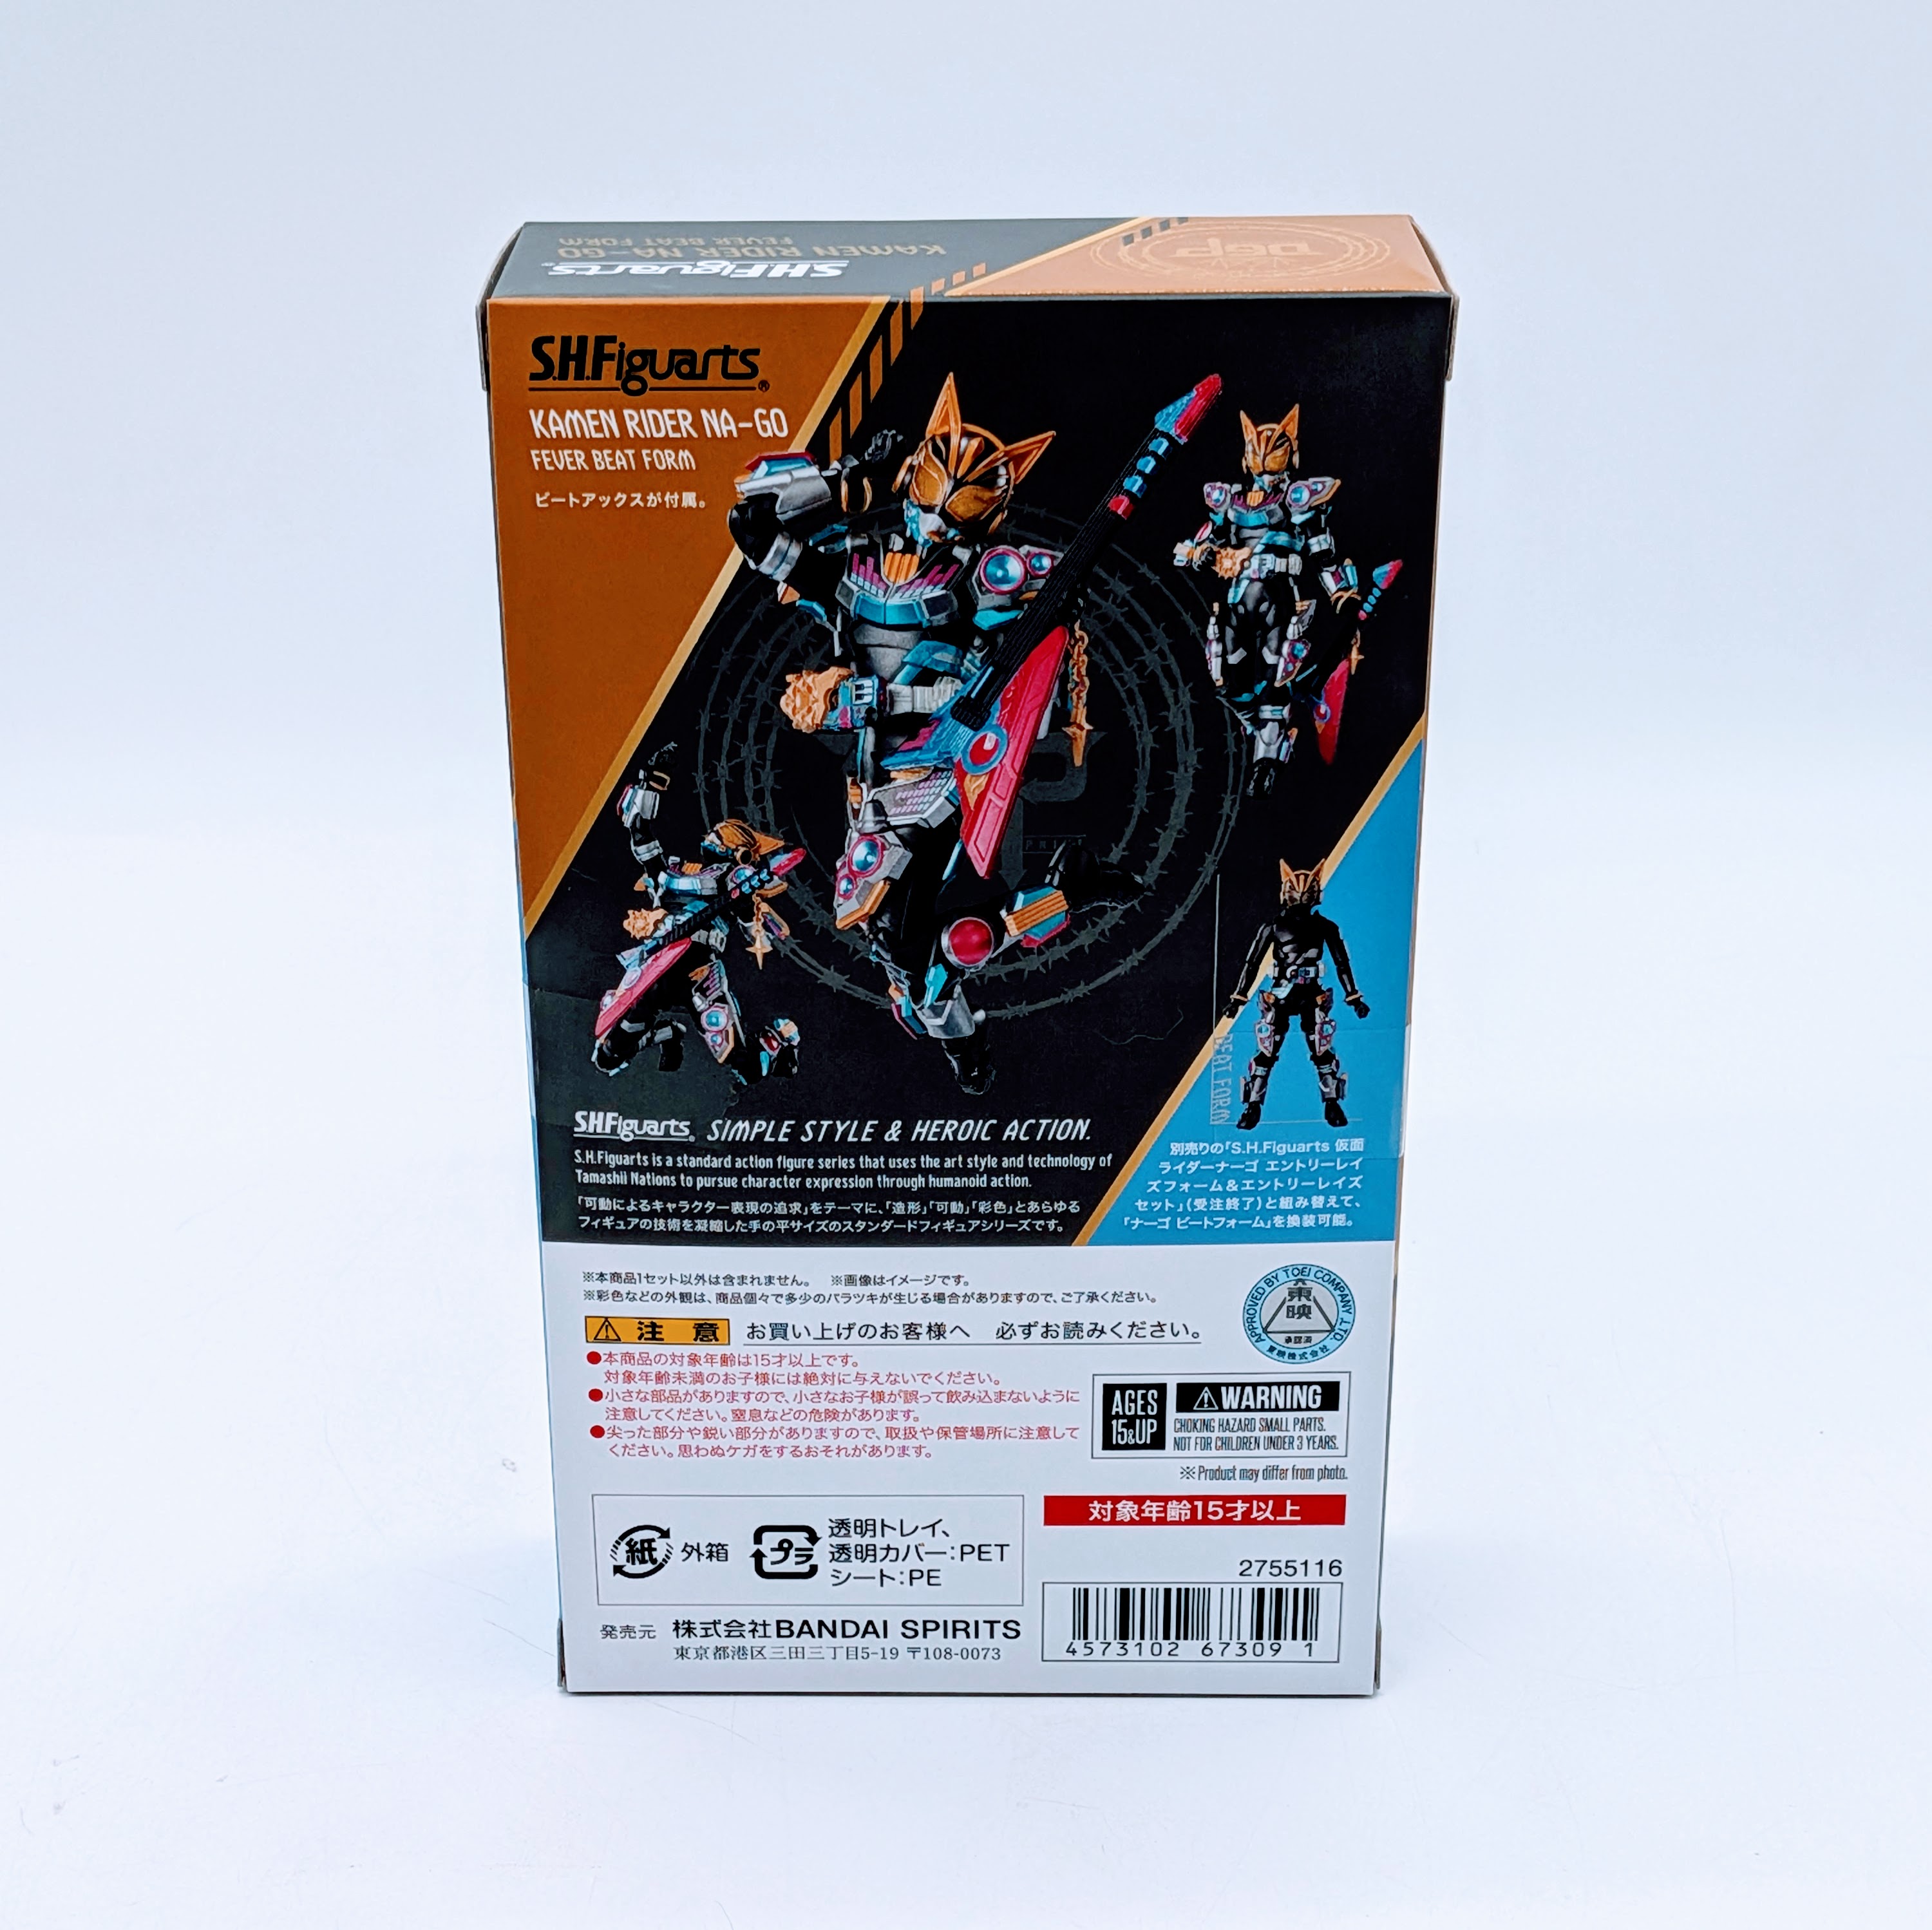 KAMEN RIDER NA-GO
FEVER BEAT FORM
S.H.Figuarts
DGP
S.H.Figuarts®
KAMEN RIDER NA-GO
FEVER BEAT FORM
ビートアックスが付属。
BEAT FORM
S.H.Figuarts® SIMPLE STYLE & HEROIC ACTION.
S.H.Figuarts is a standard action figure series that uses the art style and technology of
Tamashii Nations to pursue character expression through humanoid action.
「可動によるキャラクター表現の追求」をテーマに、「造形」「可動」「彩色」とあらゆる
フィギュアの技術を凝縮した手の平サイズのスタンダードフィギュアシリーズです。
別売りの「S.H.Figuarts 仮面
ライダーナーゴ エントリーレイ
ズフォーム&エントリーレイズ
セット」(受注終了)と組み替えて、
「ナーゴ ビートフォーム」を換装可能。
※本商品1セット以外は含まれません。 ※画像はイメージです。
※彩色などの外観は、商品個々で多少のバラツキが生じる場合がありますので、ご了承ください。
APPROVED BY TOEI COMPANY, LTD.
東映
承認済
東映株式会社
注 意 お買い上げのお客様へ 必ずお読みください。
●本商品の対象年齢は15才以上です。
対象年齢未満のお子様には絶対に与えないでください。
●小さな部品がありますので、小さなお子様が誤って飲み込まないように
注意してください。窒息などの危険があります。
●尖った部分や鋭い部分がありますので、取扱や保管場所に注意して
ください。思わぬケガをするおそれがあります。
AGES
15&UP
WARNING
CHOKING HAZARD SMALL PARTS.
NOT FOR CHILDREN UNDER 3 YEARS.
※Product may differ from photo.
対象年齢15才以上
紙 外箱
プラ
透明トレイ、
透明カバー:PET
シート:PE
2755116
4573102 67309 1
発売元 株式会社BANDAI SPIRITS
東京都港区三田三丁目5-19 〒108-0073